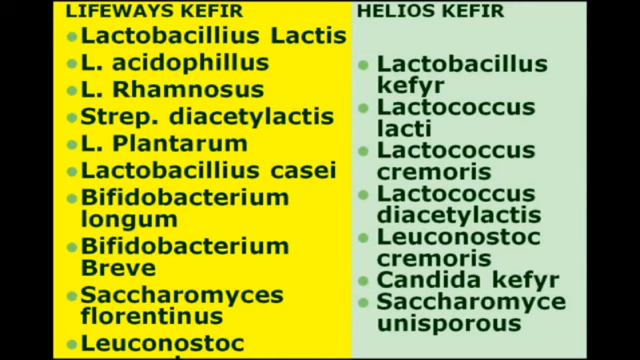 LIFEWAYS KEFIR
Lactobacillius Lactis
L. acidophillus
L. Rhamnosus
Strep. diacetylactis
L. Plantarum
Lactobacillius casei
Bifidobacterium
longum
Bifidobacterium
Breve
Saccharomyces
florentinus
Leuconostoc
HELIOS KEFIR
Lactobacillus
kefyr
Lactococcus
lacti
Lactococcus
cremoris
Lactococcus
diacetylactis
Leuconostoc
cremoris
Candida kefyr
Saccharomyce
unisporous